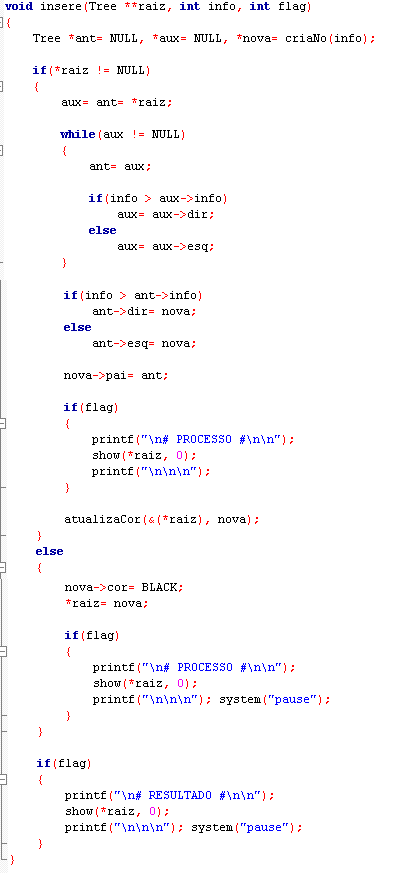 void insere(Tree **raiz, int info, int flag)
{
    Tree *ant= NULL, *aux= NULL, *nova= criaNo(info);

    if(*raiz != NULL)
    {
        aux= ant= *raiz;

        while(aux != NULL)
        {
            ant= aux;

            if(info > aux->info)
                aux= aux->dir;
            else
                aux= aux->esq;
        }

        if(info > ant->info)
            ant->dir= nova;
        else
            ant->esq= nova;

        nova->pai= ant;

        if(flag)
        {
            printf("\n# PROCESSO #\n\n");
            show(*raiz, 0);
            printf("\n\n\n");
        }

        atualizaCor(&(*raiz), nova);
    }
    else
    {
        nova->cor= BLACK;
        *raiz= nova;

        if(flag)
        {
            printf("\n# PROCESSO #\n\n");
            show(*raiz, 0);
            printf("\n\n\n"); system("pause");
        }
    }

    if(flag)
    {
        printf("\n# RESULTADO #\n\n");
        show(*raiz, 0);
        printf("\n\n\n"); system("pause");
    }
}